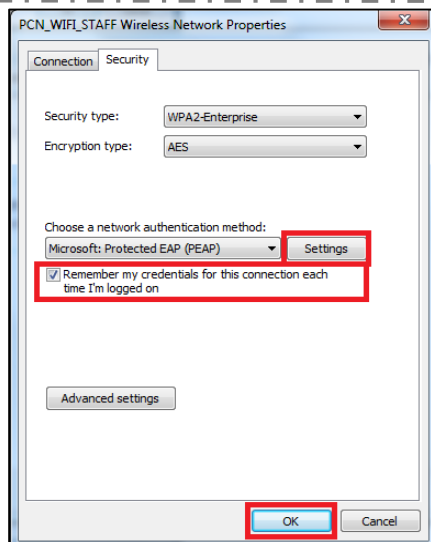 PCN_WIFI_STAFF Wireless Network Properties
Connection Security
Security type: WPA2-Enterprise
Encryption type: AES
Choose a network authentication method:
Microsoft: Protected EAP (PEAP) Settings
Remember my credentials for this connection each
time I'm logged on
Advanced settings
OK Cancel